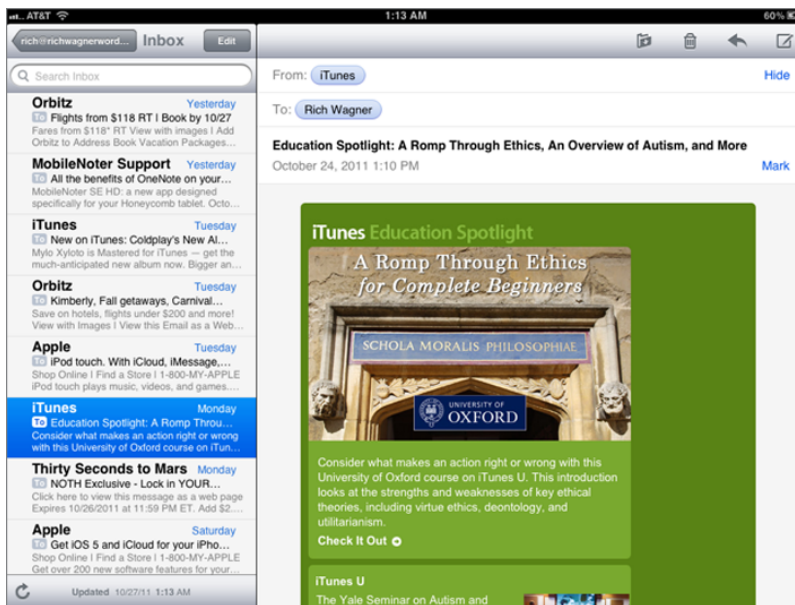 AT&T
1:13 AM
60%
rich@richwagnerword...
Inbox
Edit
Search Inbox
Orbitz Yesterday
To Flights from $118 RT | Book by 10/27
Fares from $118* RT View with images I Add
Orbitz to Address Book Vacation Packages...
MobileNoter Support Yesterday
To All the benefits of OneNote on your...
MobileNoter SE HD: a new app designed
specifically for your Honeycomb tablet. Octo...
iTunes Tuesday
To New on iTunes: Coldplay's New Al...
Mylo Xyloto is Mastered for iTunes — get the
much-anticipated new album now. Bigger an...
Orbitz Tuesday
To Kimberly, Fall getaways, Carnival...
Save on hotels, flights under $200 and more!
View with Images I View this Email as a Web...
Apple Tuesday
To iPod touch. With iCloud, iMessage,...
Shop Online I Find a Store I 1-800-MY-APPLE
iPod touch plays music, videos, and games....
iTunes Monday
To Education Spotlight: A Romp Throu...
Consider what makes an action right or wrong
with this University of Oxford course on iTun...
Thirty Seconds to Mars Monday
To NOTH Exclusive - Lock in YOUR...
Click here to view this message as a web page
Expires 10/26/2011 at 11:59 PM ET. Add $2....
Apple Saturday
To Get iOS 5 and iCloud for your iPho...
Shop Online I Find a Store I 1-800-MY-APPLE
Get over 200 new software features for your...
Updated 10/27/11 1:13 AM
From: iTunes
Hide
To: Rich Wagner
Education Spotlight: A Romp Through Ethics, An Overview of Autism, and More
October 24, 2011 1:10 PM
Mark
iTunes Education Spotlight
A Romp Through Ethics
for Complete Beginners
SCHOLA MORALIS PHILOSOPHIAE
UNIVERSITY OF
OXFORD
Consider what makes an action right or wrong with this
University of Oxford course on iTunes U. This introduction
looks at the strengths and weaknesses of key ethical
theories, including virtue ethics, deontology, and
utilitarianism.
Check It Out
iTunes U
The Yale Seminar on Autism and